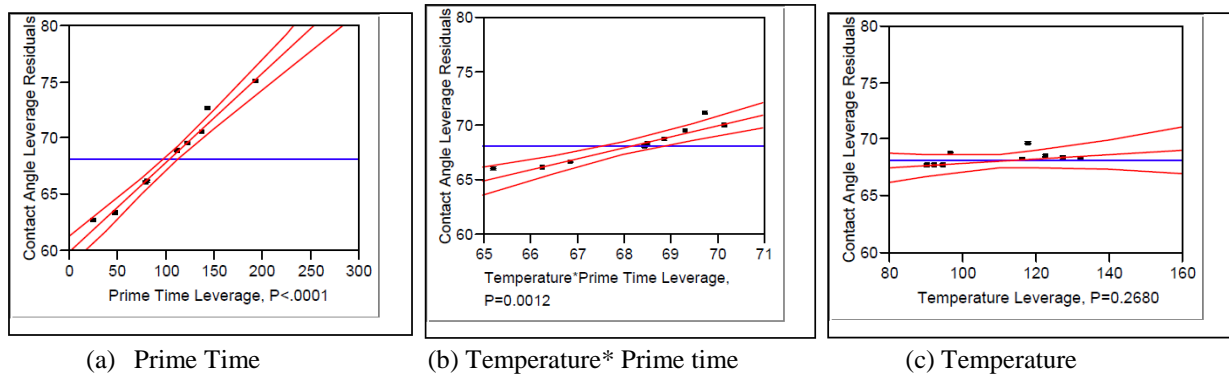 Contact Angle Leverage Residuals
80
75
70
65
60
0 50 100 150 200 250 300
Prime Time Leverage, P<.0001
Contact Angle Leverage Residuals
80
75
70
65
60
65 66 67 68 69 70 71
Temperature*Prime Time Leverage,
P=0.0012
Contact Angle Leverage Residuals
80
75
70
65
60
80 100 120 140 160
Temperature Leverage, P=0.2680
(a) Prime Time
(b) Temperature* Prime time
(c) Temperature